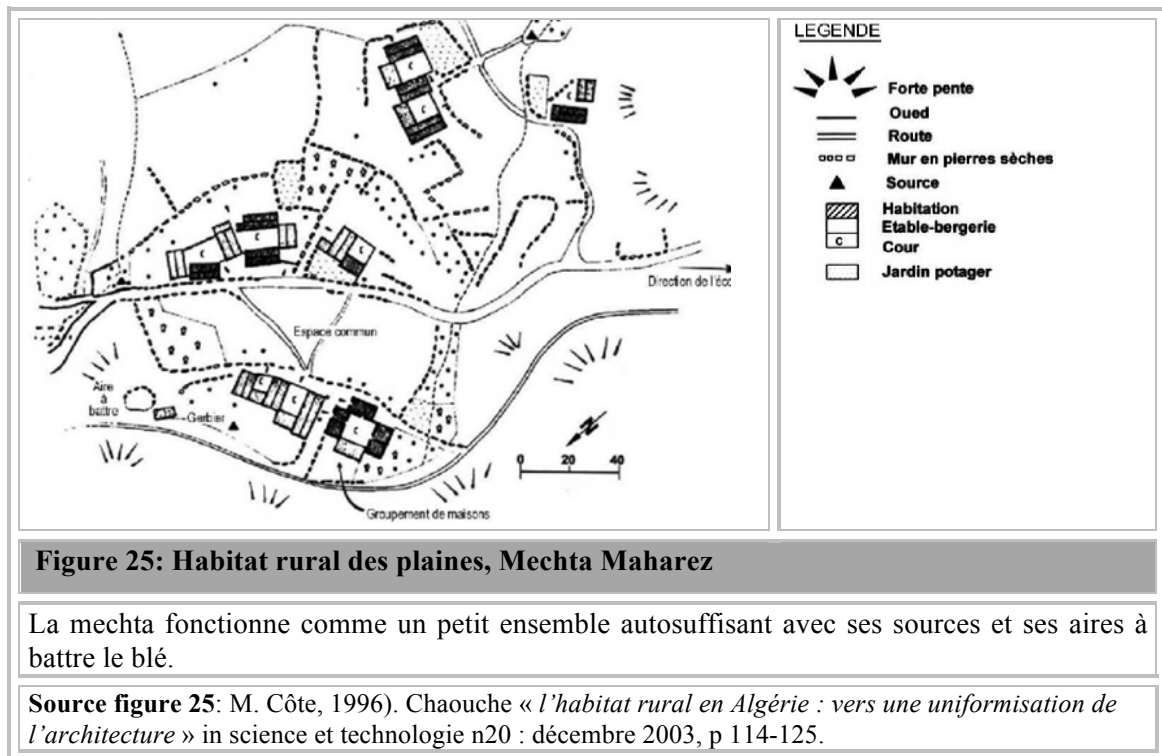 LEGENDE
Forte pente
Oued
Route
Mur en pierres sèches
Source
Habitation
Etable-bergerie
C Cour
Jardin potager
C
C
C
Direction de l'éco
C
C
C
Espace commun
Aire
à
battre
Gerbier
C
C
C
N
0 20 40
Groupement de maisons
Figure 25: Habitat rural des plaines, Mechta Maharez
La mechta fonctionne comme un petit ensemble autosuffisant avec ses sources et ses aires à
battre le blé.
Source figure 25: M. Côte, 1996). Chaouche « l'habitat rural en Algérie : vers une uniformisation de
l'architecture » in science et technologie n20 : décembre 2003, p 114-125.